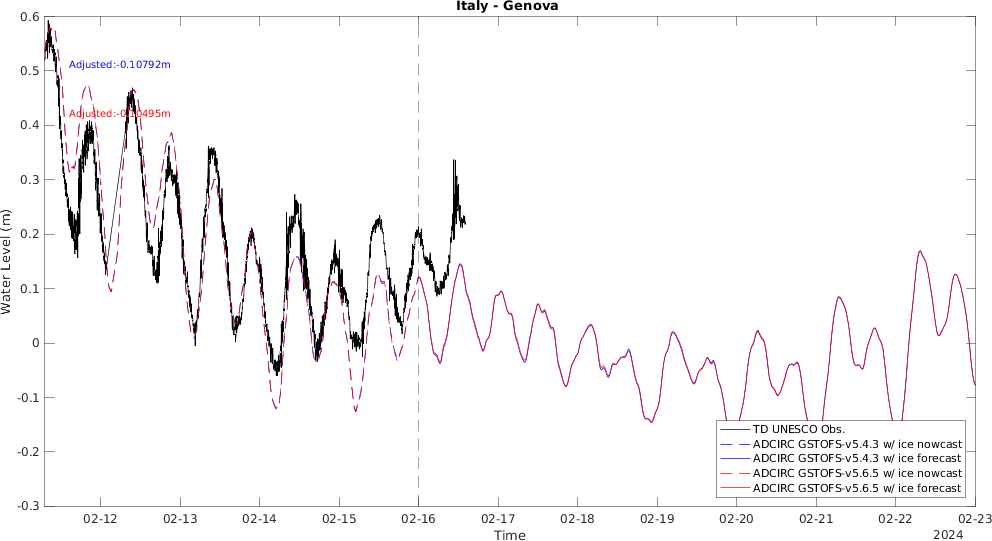 Italy - Genova
0.6
0.5
0.4
0.3
0.2
0.1
0
-0.1
-0.2
-0.3
Water Level (m)
Adjusted:-0.10792m
Adjusted:-0.10495m
TD UNESCO Obs.
ADCIRC GSTOFS-v5.4.3 w/ ice nowcast
ADCIRC GSTOFS-v5.4.3 w/ ice forecast
ADCIRC GSTOFS-v5.6.5 w/ ice nowcast
ADCIRC GSTOFS-v5.6.5 w/ ice forecast
02-12 02-13 02-14 02-15 02-16 02-17 02-18 02-19 02-20 02-21 02-22 02-23
Time
2024